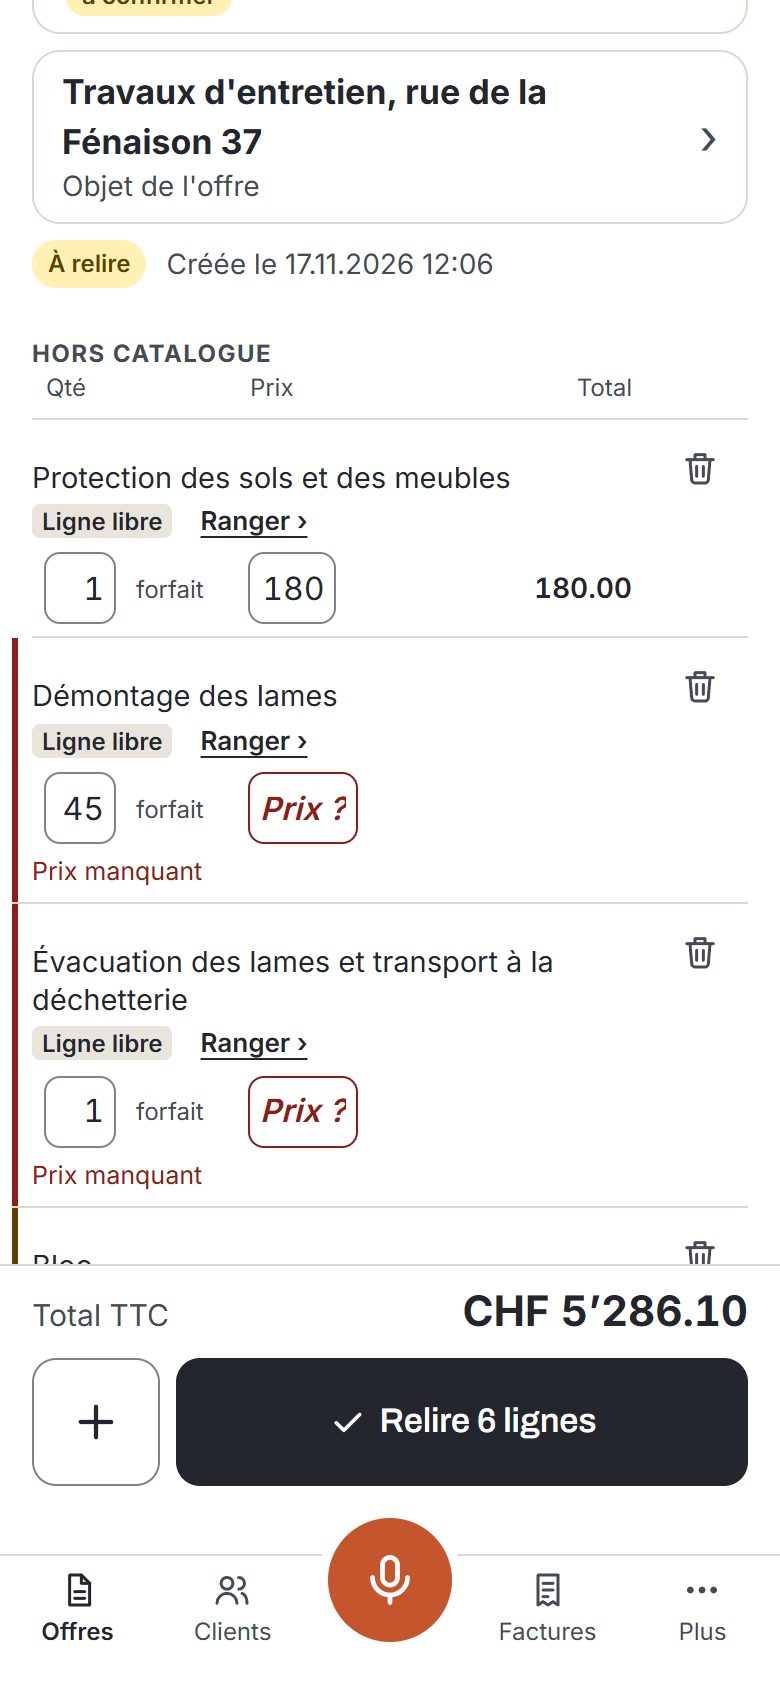 à confirmer
Travaux d'entretien, rue de la
Fénaison 37
Objet de l'offre
À relire Créée le 17.11.2026 12:06
HORS CATALOGUE
Qté Prix Total
Protection des sols et des meubles
Ligne libre Ranger ›
1 forfait 180 180.00
Démontage des lames
Ligne libre Ranger ›
45 forfait Prix ?
Prix manquant
Évacuation des lames et transport à la
déchetterie
Ligne libre Ranger ›
1 forfait Prix ?
Prix manquant
Total TTC CHF 5’286.10
Relire 6 lignes
Offres Clients Factures Plus